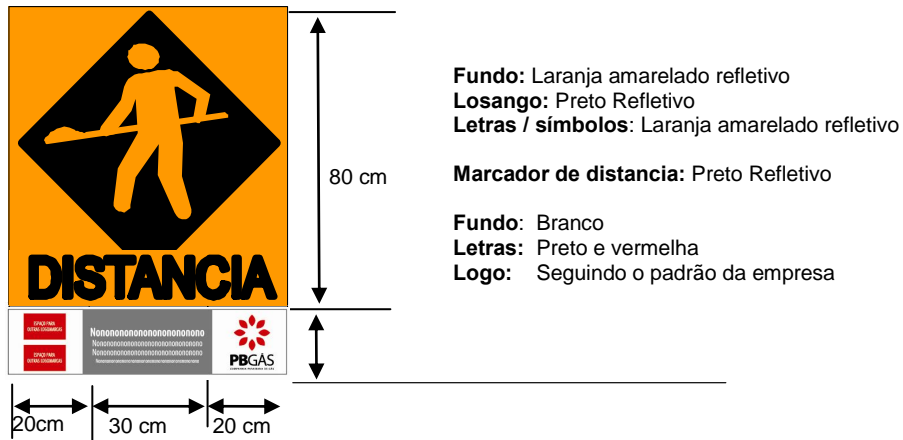 Fundo: Laranja amarelado refletivo
Losango: Preto Refletivo
Letras / símbolos: Laranja amarelado refletivo
80 cm
Marcador de distancia: Preto Refletivo
Fundo: Branco
Letras: Preto e vermelha
Logo: Seguindo o padrão da empresa
DISTANCIA
ESPAÇO PARA
OUTRAS LOGOMARCAS
ESPAÇO PARA
OUTRAS LOGOMARCAS
PBGÁS
20cm
30 cm
20 cm